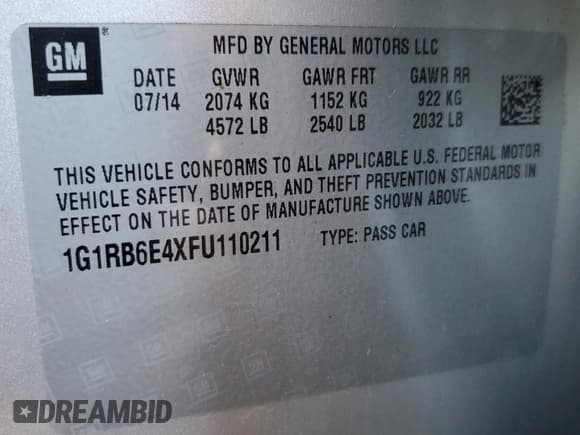 GM
MFD BY GENERAL MOTORS LLC
DATE GVWR GAWR FRT GAWR RR
07/14 2074 KG 1152 KG 922 KG
4572 LB 2540 LB 2032 LB
THIS VEHICLE CONFORMS TO ALL APPLICABLE U.S. FEDERAL MOTOR
VEHICLE SAFETY, BUMPER, AND THEFT PREVENTION STANDARDS IN
EFFECT ON THE DATE OF MANUFACTURE SHOWN ABOVE.
1G1RB6E4XFU110211 TYPE: PASS CAR
DREAMBID